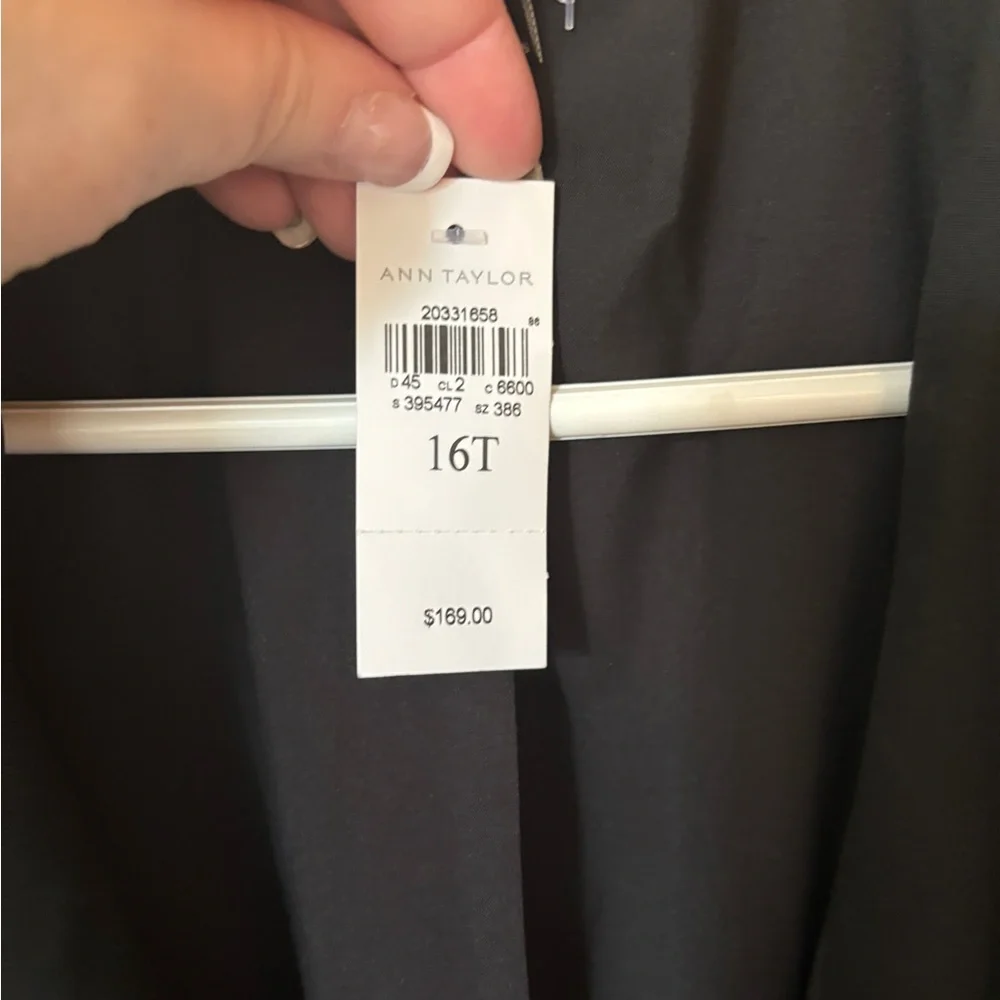 ANN TAYLOR
20331658 86
D 45 CL 2 C 6600
S 395477 SZ 386
16T
$169.00